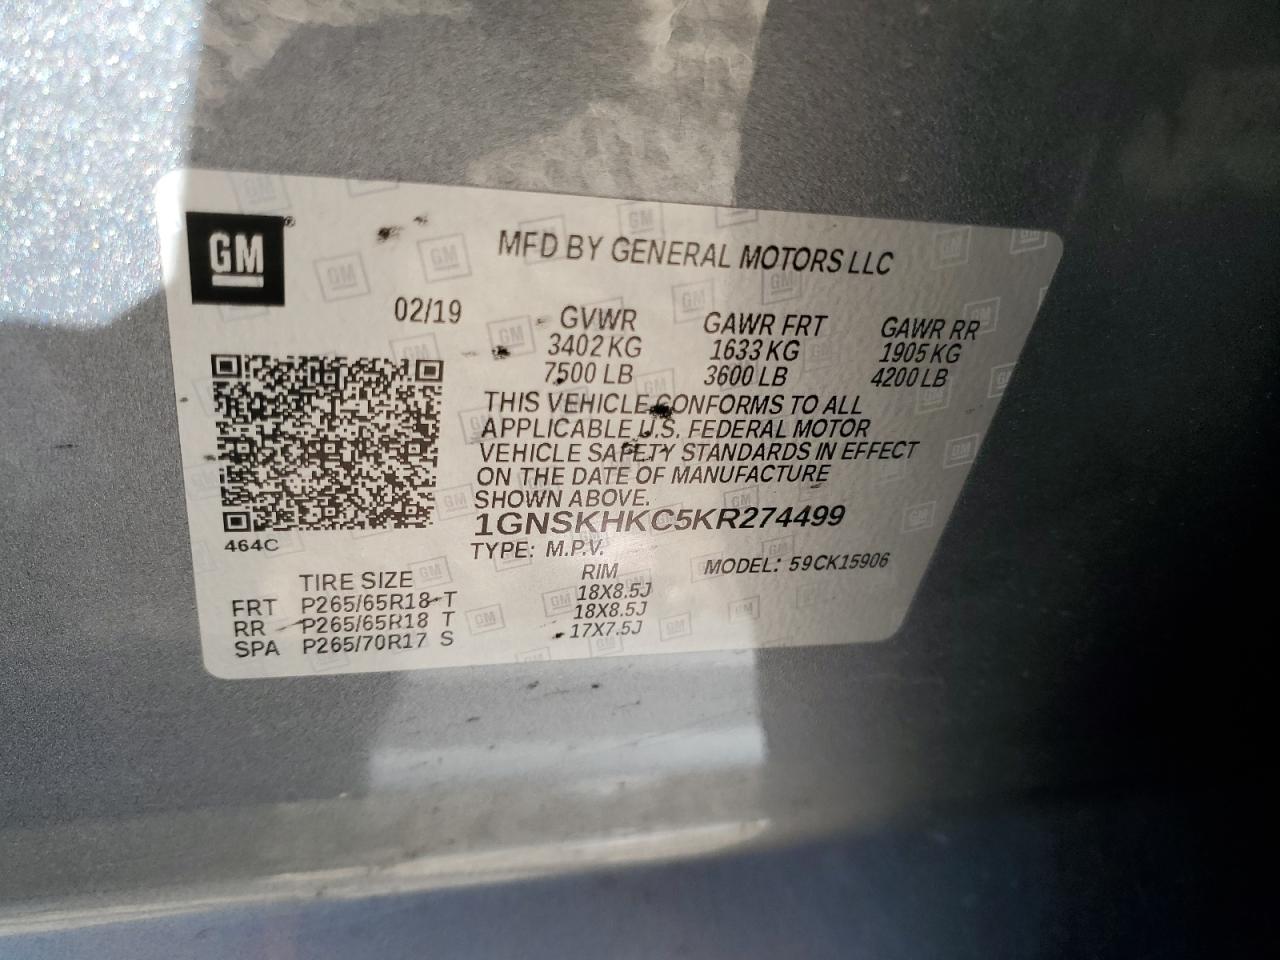 GM
MFD BY GENERAL MOTORS LLC
02/19
GVWR GAWR FRT GAWR RR
3402 KG 1633 KG 1905 KG
7500 LB 3600 LB 4200 LB
THIS VEHICLE CONFORMS TO ALL
APPLICABLE U.S. FEDERAL MOTOR
VEHICLE SAFETY STANDARDS IN EFFECT
ON THE DATE OF MANUFACTURE
SHOWN ABOVE.
1GNSKHKC5KR274499
464C
TYPE: M.P.V. MODEL: 59CK15906
TIRE SIZE RIM
FRT P265/65R18 T 18X8.5J
RR P265/65R18 T 18X8.5J
SPA P265/70R17 S 17X7.5J